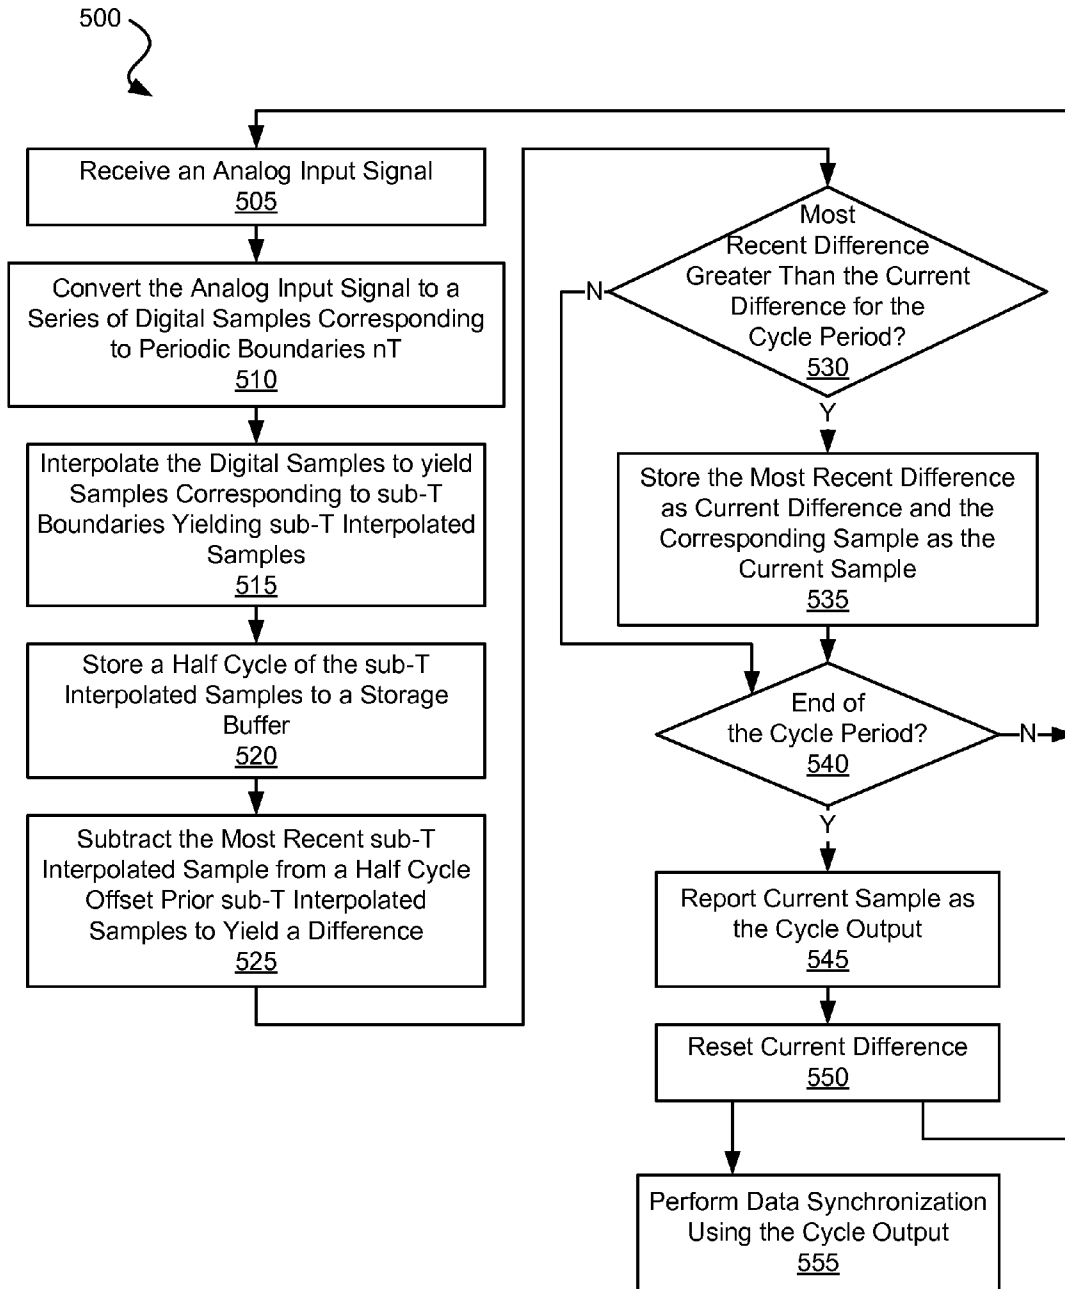 500
Receive an Analog Input Signal
505
Convert the Analog Input Signal to a
Series of Digital Samples Corresponding
to Periodic Boundaries nT
510
Interpolate the Digital Samples to yield
Samples Corresponding to sub-T
Boundaries Yielding sub-T Interpolated
Samples
515
Store a Half Cycle of the sub-T
Interpolated Samples to a Storage
Buffer
520
Subtract the Most Recent sub-T
Interpolated Sample from a Half Cycle
Offset Prior sub-T Interpolated
Samples to Yield a Difference
525
Most
Recent Difference
Greater Than the Current
Difference for the
Cycle Period?
530
N
Y
Store the Most Recent Difference
as Current Difference and the
Corresponding Sample as the
Current Sample
535
End of
the Cycle Period?
540
N
Y
Report Current Sample as
the Cycle Output
545
Reset Current Difference
550
Perform Data Synchronization
Using the Cycle Output
555